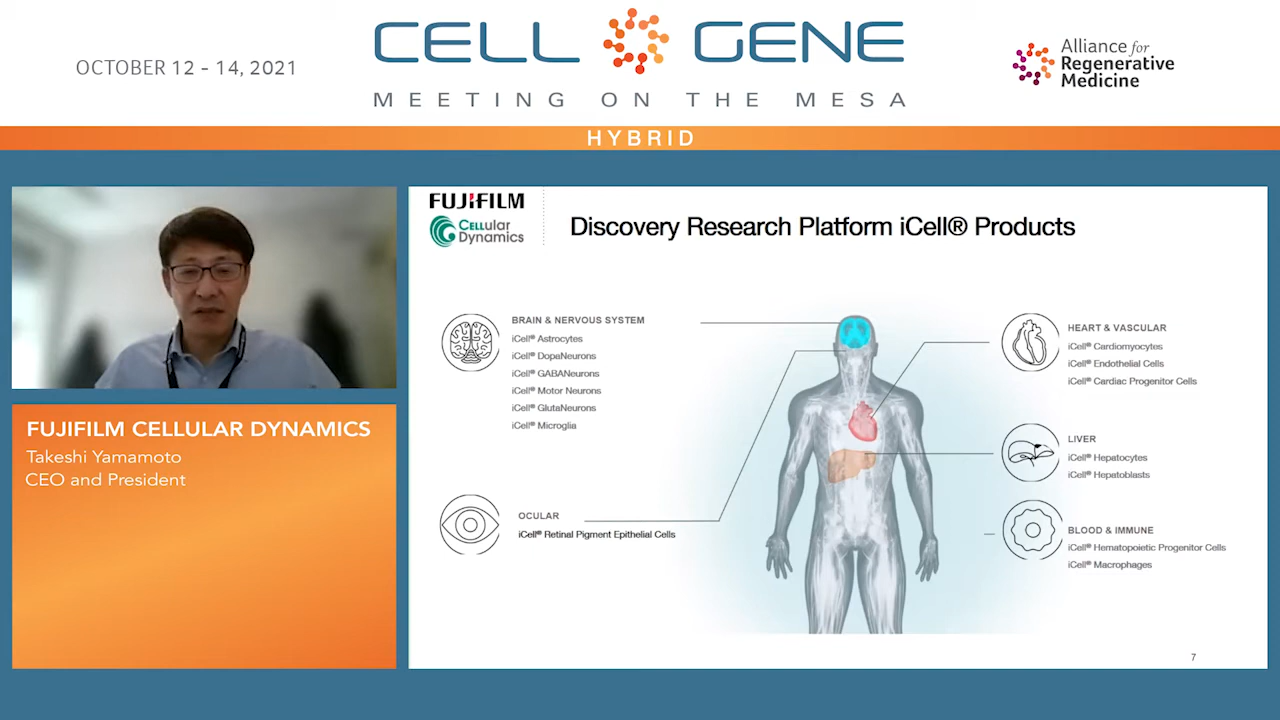 OCTOBER 12 - 14, 2021
CELL GENE
MEETING ON THE MESA
Alliance for
Regenerative
Medicine
HYBRID
FUJIFILM
CELLular
Dynamics
Discovery Research Platform iCell® Products
BRAIN & NERVOUS SYSTEM
iCell® Astrocytes
iCell® DopaNeurons
iCell® GABANeurons
iCell® Motor Neurons
iCell® GlutaNeurons
iCell® Microglia
OCULAR
iCell® Retinal Pigment Epithelial Cells
HEART & VASCULAR
iCell® Cardiomyocytes
iCell® Endothelial Cells
iCell® Cardiac Progenitor Cells
LIVER
iCell® Hepatocytes
iCell® Hepatoblasts
BLOOD & IMMUNE
iCell® Hematopoietic Progenitor Cells
iCell® Macrophages
7
FUJIFILM CELLULAR DYNAMICS
Takeshi Yamamoto
CEO and President